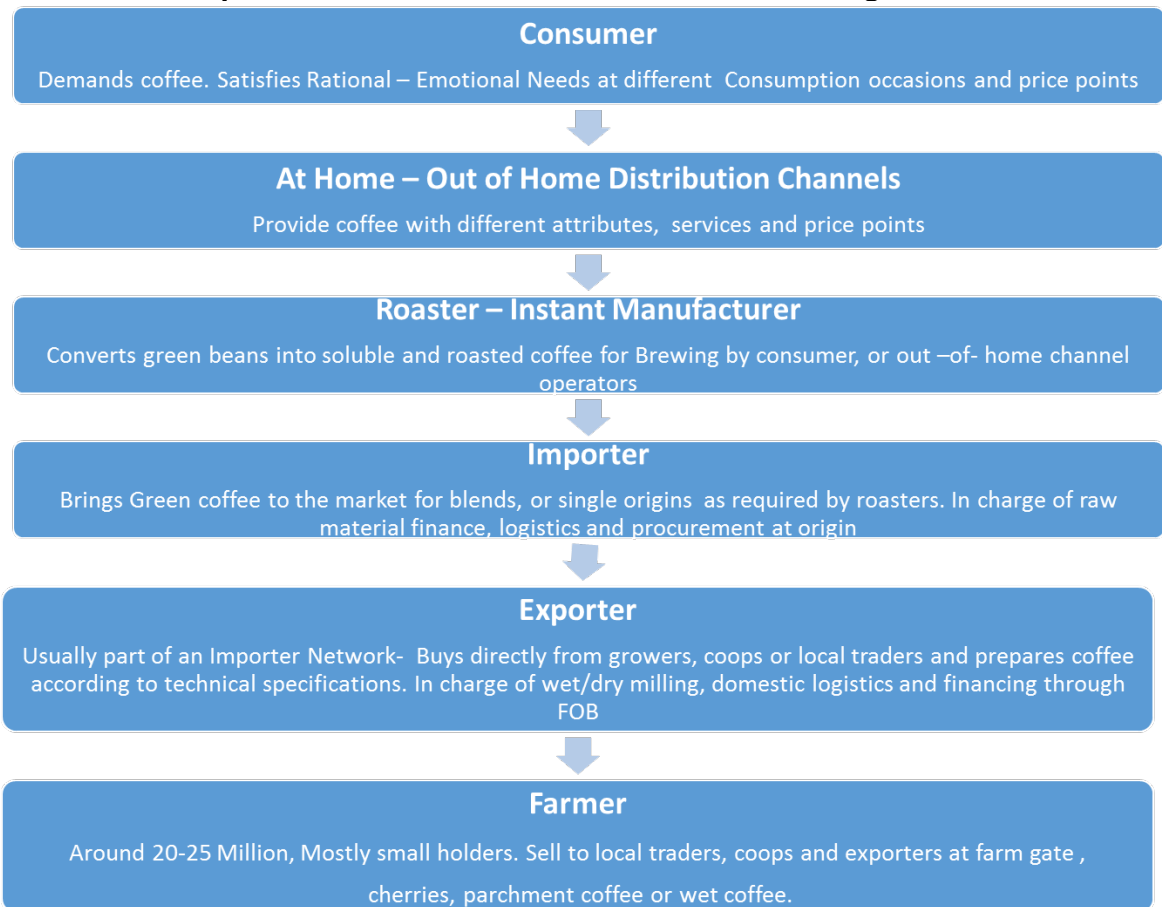 Consumer
Demands coffee. Satisfies Rational – Emotional Needs at different Consumption occasions and price points
At Home – Out of Home Distribution Channels
Provide coffee with different attributes, services and price points
Roaster – Instant Manufacturer
Converts green beans into soluble and roasted coffee for Brewing by consumer, or out –of- home channel
operators
Importer
Brings Green coffee to the market for blends, or single origins as required by roasters. In charge of raw
material finance, logistics and procurement at origin
Exporter
Usually part of an Importer Network- Buys directly from growers, coops or local traders and prepares coffee
according to technical specifications. In charge of wet/dry milling, domestic logistics and financing through
FOB
Farmer
Around 20-25 Million, Mostly small holders. Sell to local traders, coops and exporters at farm gate ,
cherries, parchment coffee or wet coffee.